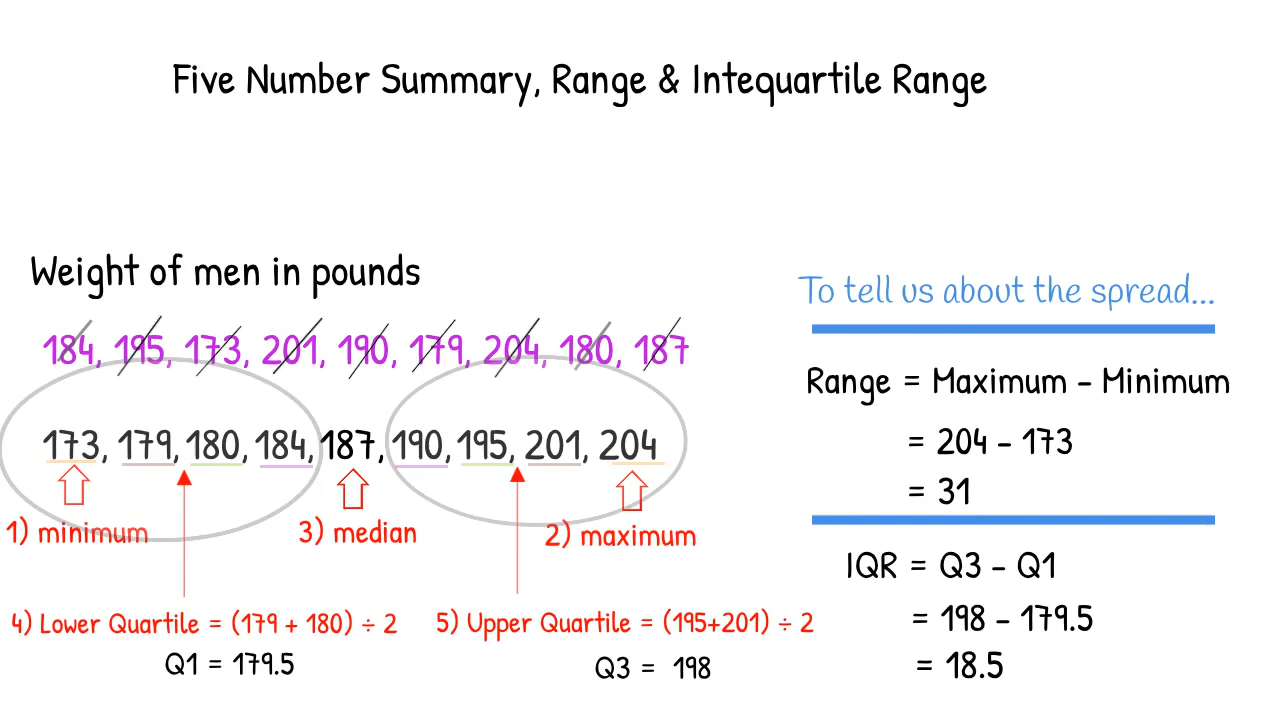 Five Number Summary, Range & Intequartile Range
Weight of men in pounds
184, 195, 173, 201, 190, 179, 204, 180, 187
173, 179, 180, 184, 187, 190, 195, 201, 204
1) minimum
3) median
2) maximum
4) Lower Quartile = (179 + 180) ÷ 2
Q1 = 179.5
5) Upper Quartile = (195+201) ÷ 2
Q3 = 198
To tell us about the spread...
Range = Maximum - Minimum
= 204 - 173
= 31
IQR = Q3 - Q1
= 198 - 179.5
= 18.5